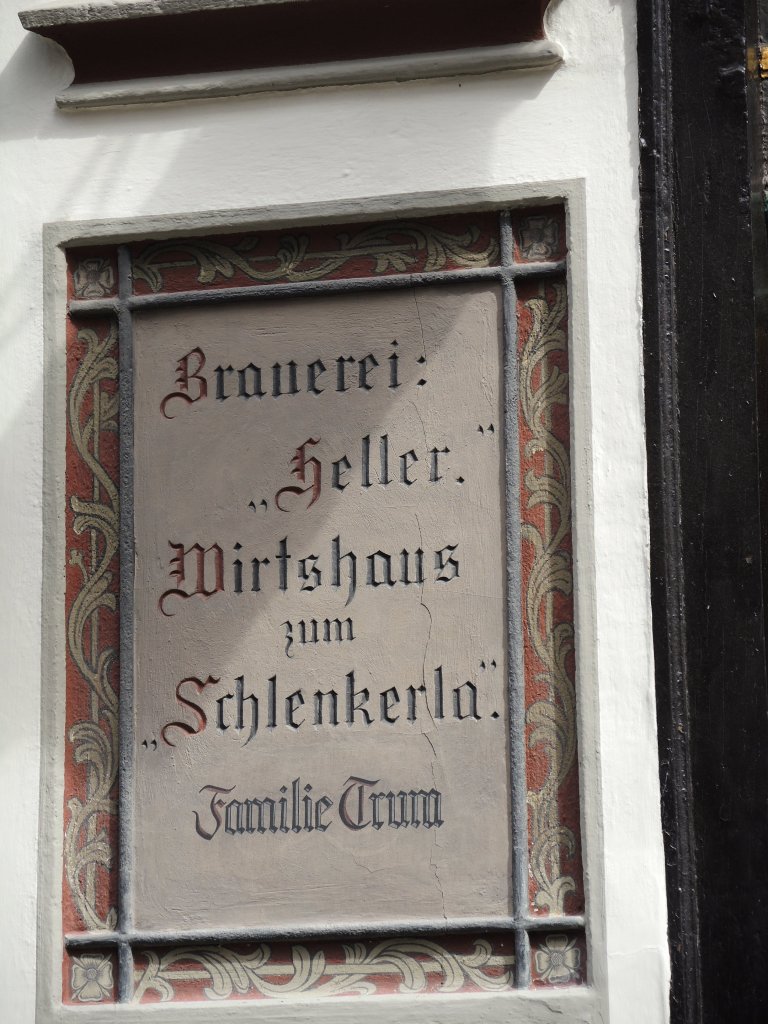 Brauerei:
„Heller.”
Wirtshaus
zum
„Schlenkerla”.
Familie Trum